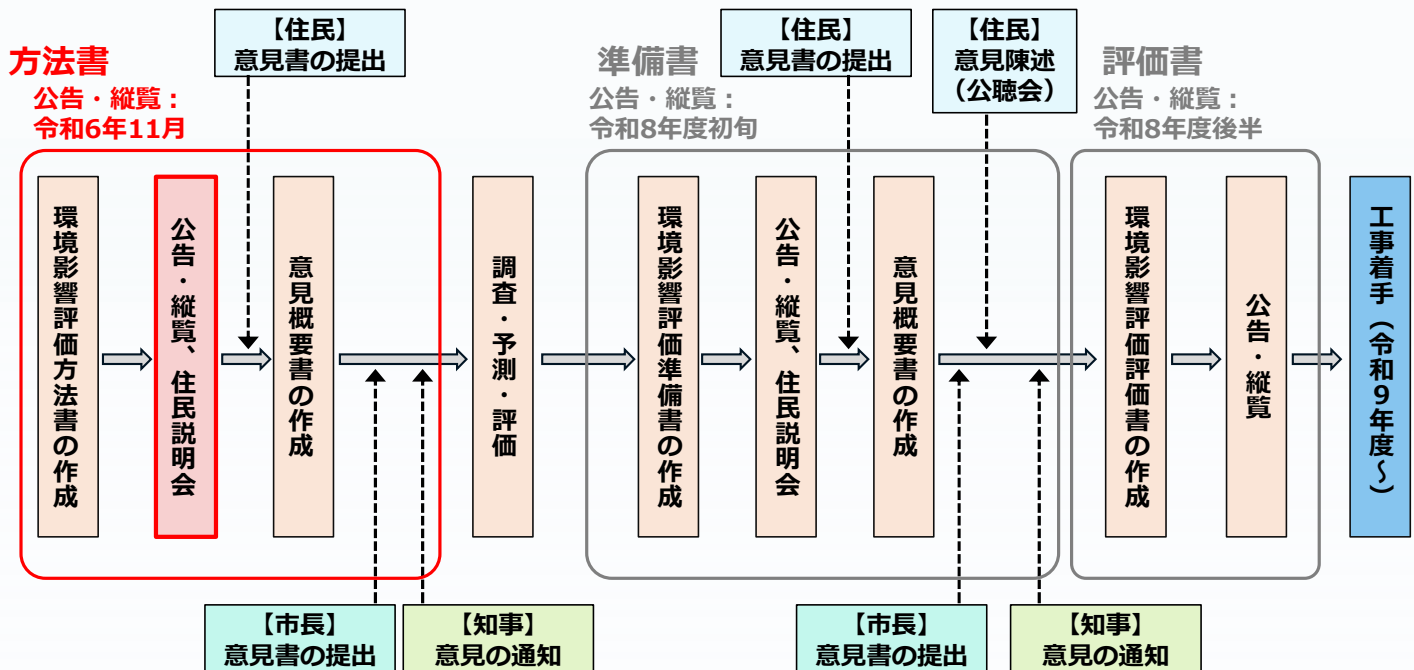 【住民】
意見書の提出
【住民】
意見書の提出
【住民】
意見陳述
（公聴会）
方法書
公告・縦覧：
令和6年11月
準備書
公告・縦覧：
令和8年度初旬
評価書
公告・縦覧：
令和8年度後半
環境影響評価方法書の作成
公告・縦覧、住民説明会
意見概要書の作成
調査・予測・評価
環境影響評価準備書の作成
公告・縦覧、住民説明会
意見概要書の作成
環境影響評価評価書の作成
公告・縦覧
工事着手（令和９年度～）
【市長】
意見書の提出
【知事】
意見の通知
【市長】
意見書の提出
【知事】
意見の通知